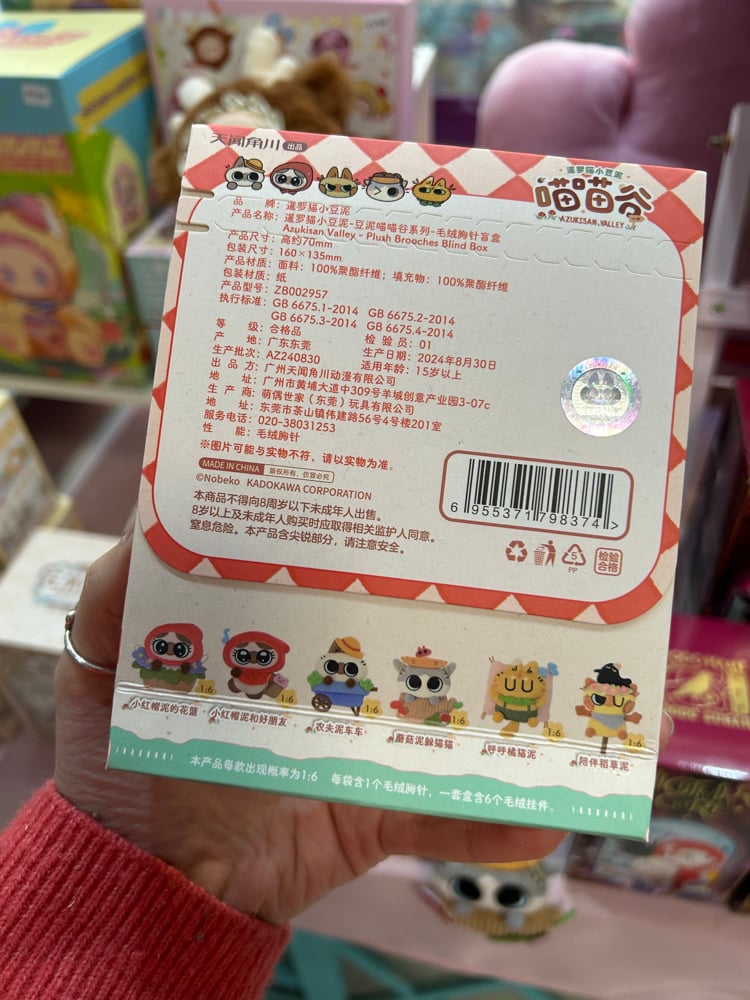 天闻角川 出品
暹罗猫小豆泥
喵喵谷
AZUKISAN VALLEY
品 牌: 暹罗猫小豆泥
产品名称: 暹罗猫小豆泥-豆泥喵喵谷系列-毛绒胸针盲盒
Azukisan Valley - Plush Brooches Blind Box
产品尺寸: 高约70mm
包装尺寸: 160×135mm
产品材质: 面料: 100%聚酯纤维; 填充物: 100%聚酯纤维
包装材质: 纸
产品型号: ZB002957
执行标准: GB 6675.1-2014 GB 6675.2-2014
GB 6675.3-2014 GB 6675.4-2014
等 级: 合格品 检 验 员: 01
产 地: 广东东莞 生产日期: 2024年8月30日
生产批次: AZ240830 适用年龄: 15岁以上
出 品 方: 广州天闻角川动漫有限公司
地 址: 广州市黄埔大道中309号羊城创意产业园3-07c
生 产 商: 萌偶世家(东莞)玩具有限公司
地 址: 东莞市茶山镇伟建路56号4号楼201室
服务电话: 020-38031253
性 能: 毛绒胸针
※图片可能与实物不符,请以实物为准。
MADE IN CHINA 版权所有,仿冒必究
©Nobeko KADOKAWA CORPORATION
本商品不得向8周岁以下未成年人出售。
8岁以上及未成年人购买时应取得相关监护人同意。
窒息危险。本产品含尖锐部分,请注意安全。
6 955371 798374 >
5
PP
检验
合格
1:6 1:6 1:6 1:6 1:6 1:6
小红帽泥的花篮 小红帽泥和好朋友 农夫泥车车 蘑菇泥躲猫猫 呼呼橘猫泥 陪伴稻草泥
本产品每款出现概率为1:6 每袋含1个毛绒胸针,一套盒含6个毛绒挂件。